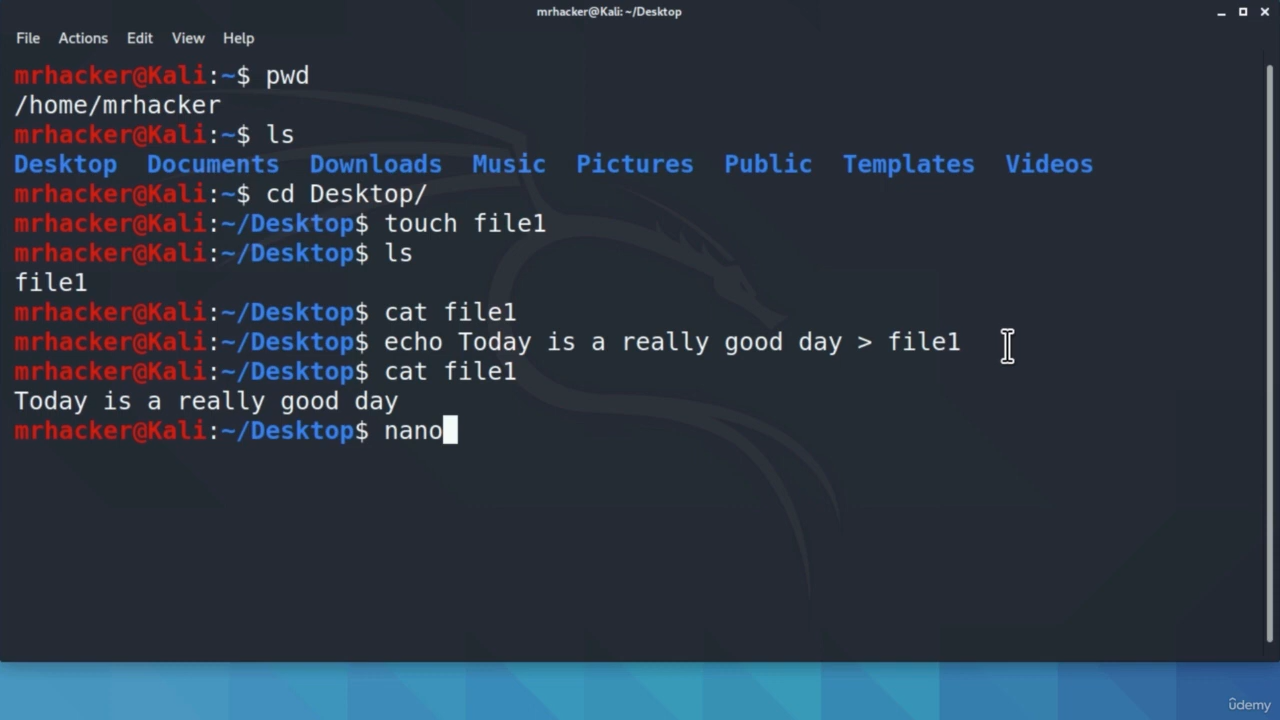 mrhacker@Kali:~/Desktop
File Actions Edit View Help
mrhacker@Kali:~$ pwd
/home/mrhacker
mrhacker@Kali:~$ ls
Desktop Documents Downloads Music Pictures Public Templates Videos
mrhacker@Kali:~$ cd Desktop/
mrhacker@Kali:~/Desktop$ touch file1
mrhacker@Kali:~/Desktop$ ls
file1
mrhacker@Kali:~/Desktop$ cat file1
mrhacker@Kali:~/Desktop$ echo Today is a really good day > file1
mrhacker@Kali:~/Desktop$ cat file1
Today is a really good day
mrhacker@Kali:~/Desktop$ nano
ûdemy